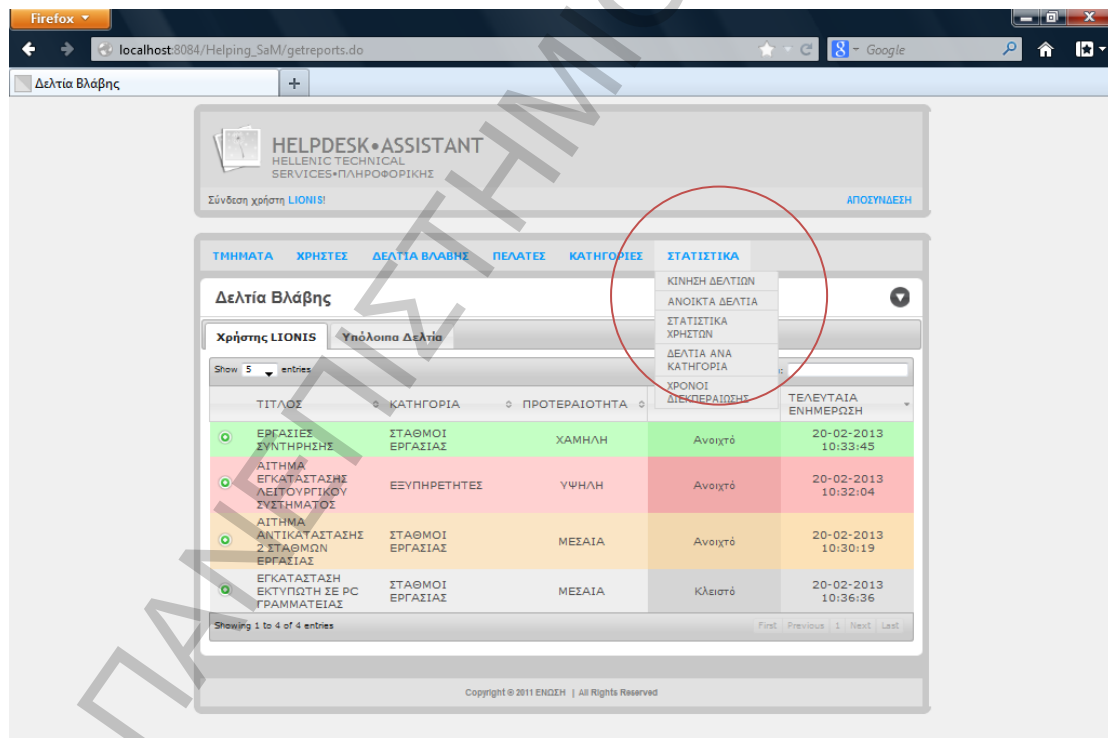 Firefox
localhost:8084/Helping_SaM/getreports.do
Google
Δελτία Βλάβης
HELPDESK•ASSISTANT
HELLENIC TECHNICAL
SERVICES•ΠΛΗΡΟΦΟΡΙΚΗΣ
Σύνδεση χρήστη LIONIS!
ΑΠΟΣΥΝΔΕΣΗ
ΤΜΗΜΑΤΑ ΧΡΗΣΤΕΣ ΔΕΛΤΙΑ ΒΛΑΒΗΣ ΠΕΛΑΤΕΣ ΚΑΤΗΓΟΡΙΕΣ ΣΤΑΤΙΣΤΙΚΑ
ΚΙΝΗΣΗ ΔΕΛΤΙΩΝ
ΑΝΟΙΚΤΑ ΔΕΛΤΙΑ
ΣΤΑΤΙΣΤΙΚΑ
ΧΡΗΣΤΩΝ
ΔΕΛΤΙΑ ΑΝΑ
ΚΑΤΗΓΟΡΙΑ
ΧΡΟΝΟΙ
ΔΙΕΚΠΕΡΑΙΩΣΗΣ
Δελτία Βλάβης
Χρήστης LIONIS Υπόλοιπα Δελτία
Show 5 entries
ΤΙΤΛΟΣ ΚΑΤΗΓΟΡΙΑ ΠΡΟΤΕΡΑΙΟΤΗΤΑ ΤΕΛΕΥΤΑΙΑ
ΕΝΗΜΕΡΩΣΗ
ΕΡΓΑΣΙΕΣ
ΣΥΝΤΗΡΗΣΗΣ
ΣΤΑΘΜΟΙ
ΕΡΓΑΣΙΑΣ
ΧΑΜΗΛΗ
Ανοιχτό
20-02-2013
10:33:45
ΑΙΤΗΜΑ
ΕΓΚΑΤΑΣΤΑΣΗΣ
ΛΕΙΤΟΥΡΓΙΚΟΥ
ΣΥΣΤΗΜΑΤΟΣ
ΕΞΥΠΗΡΕΤΗΤΕΣ
ΥΨΗΛΗ
Ανοιχτό
20-02-2013
10:32:04
ΑΙΤΗΜΑ
ΑΝΤΙΚΑΤΑΣΤΑΣΗΣ
2 ΣΤΑΘΜΩΝ
ΕΡΓΑΣΙΑΣ
ΣΤΑΘΜΟΙ
ΕΡΓΑΣΙΑΣ
ΜΕΣΑΙΑ
Ανοιχτό
20-02-2013
10:30:19
ΕΓΚΑΤΑΣΤΑΣΗ
ΕΚΤΥΠΩΤΗ ΣΕ PC
ΓΡΑΜΜΑΤΕΙΑΣ
ΣΤΑΘΜΟΙ
ΕΡΓΑΣΙΑΣ
ΜΕΣΑΙΑ
Κλειστό
20-02-2013
10:36:36
Showing 1 to 4 of 4 entries
First Previous 1 Next Last
Copyright © 2011 ΕΝΩΣΗ | All Rights Reserved